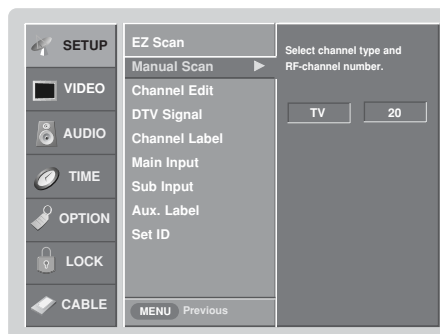 SETUP
VIDEO
AUDIO
TIME
OPTION
LOCK
CABLE
EZ Scan
Manual Scan
Channel Edit
DTV Signal
Channel Label
Main Input
Sub Input
Aux. Label
Set ID
MENU Previous
Select channel type and
RF-channel number.
TV 20